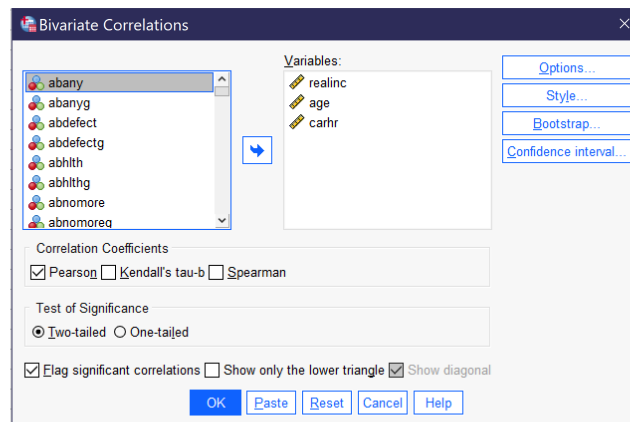 Bivariate Correlations
Variables:
abany
abanyg
abdefect
abdefectg
abhlth
abhlthg
abnomore
abnomoreg
realinc
age
carhr
Options...
Style...
Bootstrap...
Confidence interval...
Correlation Coefficients
Pearson Kendall's tau-b Spearman
Test of Significance
Two-tailed One-tailed
Flag significant correlations Show only the lower triangle Show diagonal
OK Paste Reset Cancel Help